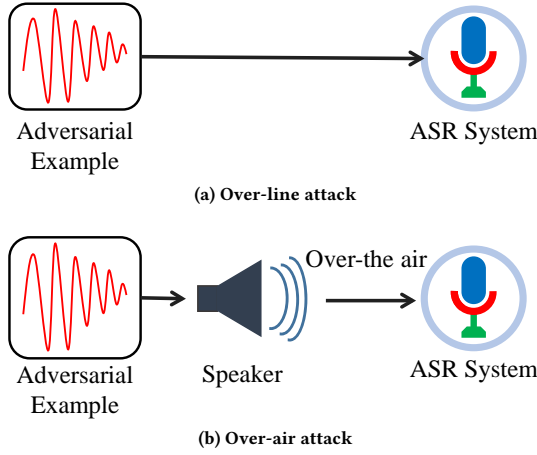 Adversarial
Example
ASR System
(a) Over-line attack
Over-the air
Adversarial
Example
Speaker
ASR System
(b) Over-air attack